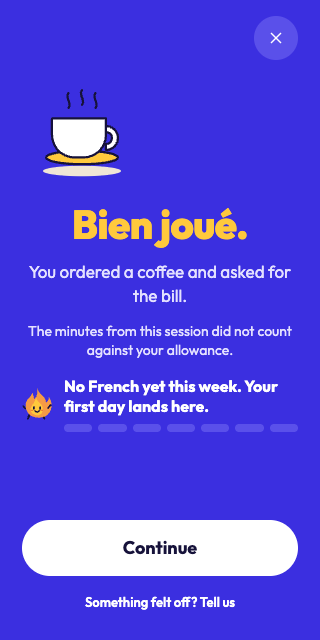 Bien joué.
You ordered a coffee and asked for
the bill.
The minutes from this session did not count
against your allowance.
No French yet this week. Your
first day lands here.
Continue
Something felt off? Tell us